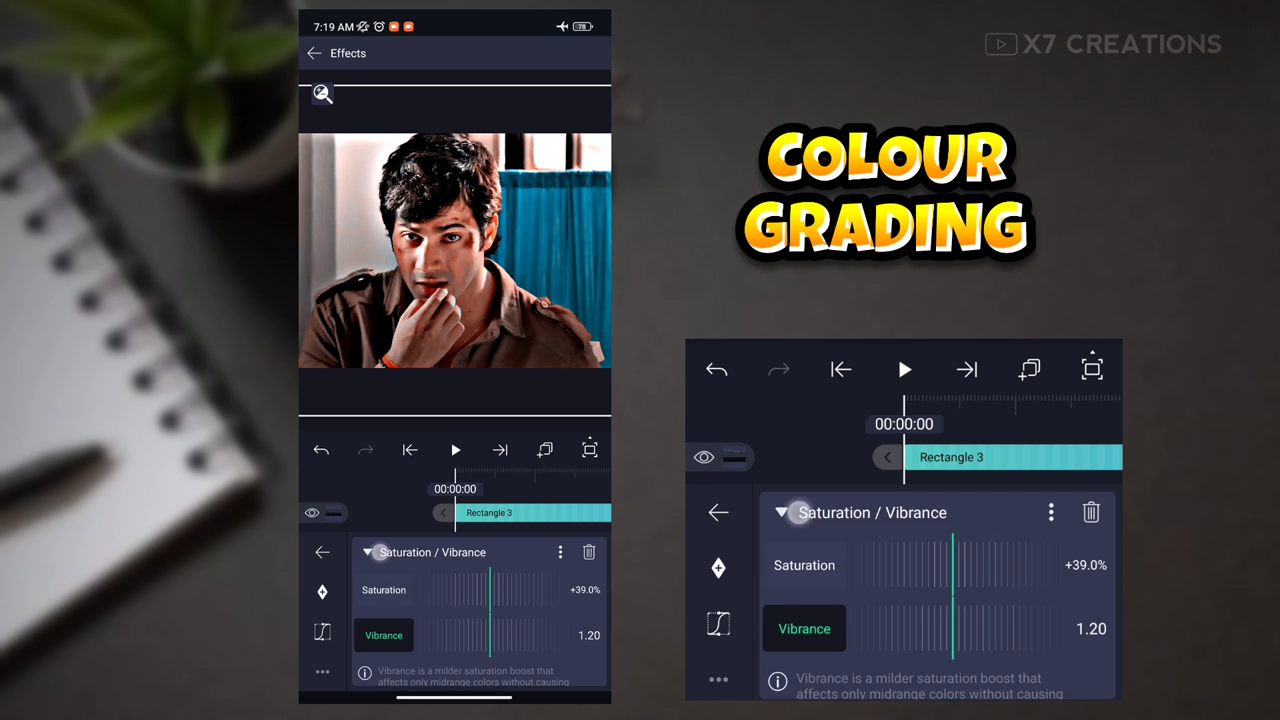 7:19 AM
78
Effects
00:00:00
Rectangle 3
Saturation / Vibrance
Saturation
+39.0%
Vibrance
1.20
Vibrance is a milder saturation boost that
affects only midrange colors without causing
X7 CREATIONS
COLOUR
GRADING
00:00:00
Rectangle 3
Saturation / Vibrance
Saturation
+39.0%
Vibrance
1.20
Vibrance is a milder saturation boost that
affects only midrange colors without causing